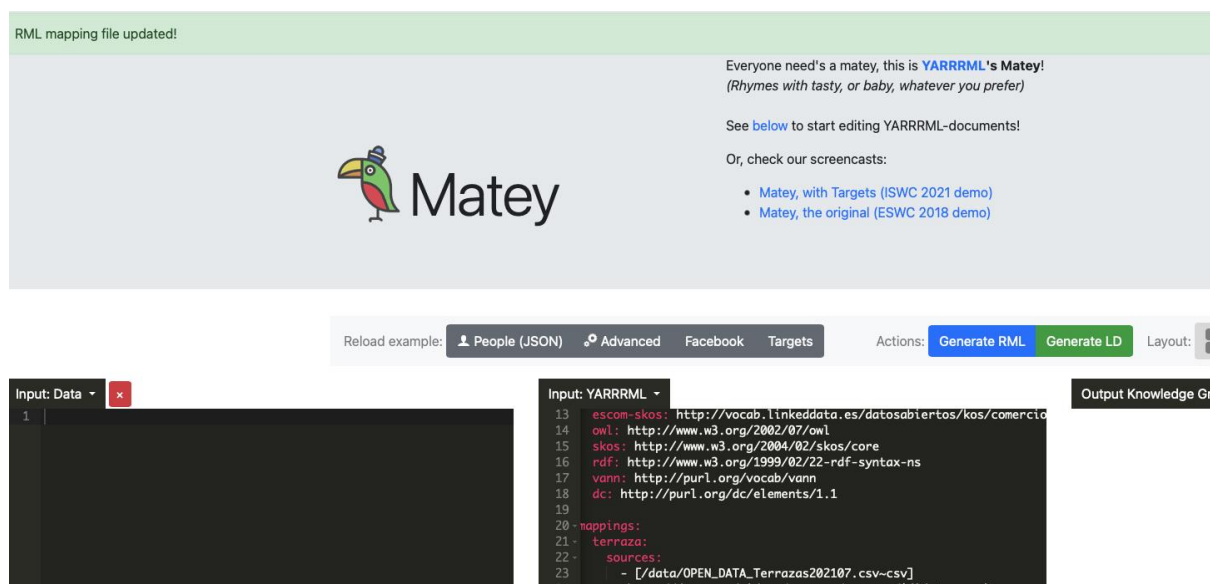 RML mapping file updated!
Everyone need's a matey, this is YARRRML's Matey!
(Rhymes with tasty, or baby, whatever you prefer)
See below to start editing YARRRML-documents!
Or, check our screencasts:
• Matey, with Targets (ISWC 2021 demo)
• Matey, the original (ESWC 2018 demo)
Matey
Reload example: People (JSON) Advanced Facebook Targets Actions: Generate RML Generate LD Layout:
Input: Data ×
1
Input: YARRRML
13 escom-skos: http://vocab.linkeddata.es/datosabiertos/kos/comercio
14 owl: http://www.w3.org/2002/07/owl
15 skos: http://www.w3.org/2004/02/skos/core
16 rdf: http://www.w3.org/1999/02/22-rdf-syntax-ns
17 vann: http://purl.org/vocab/vann
18 dc: http://purl.org/dc/elements/1.1
19
20 mappings:
21 terraza:
22 sources:
23 - [/data/OPEN_DATA_Terrazas202107.csv~csv]
Output Knowledge Gr